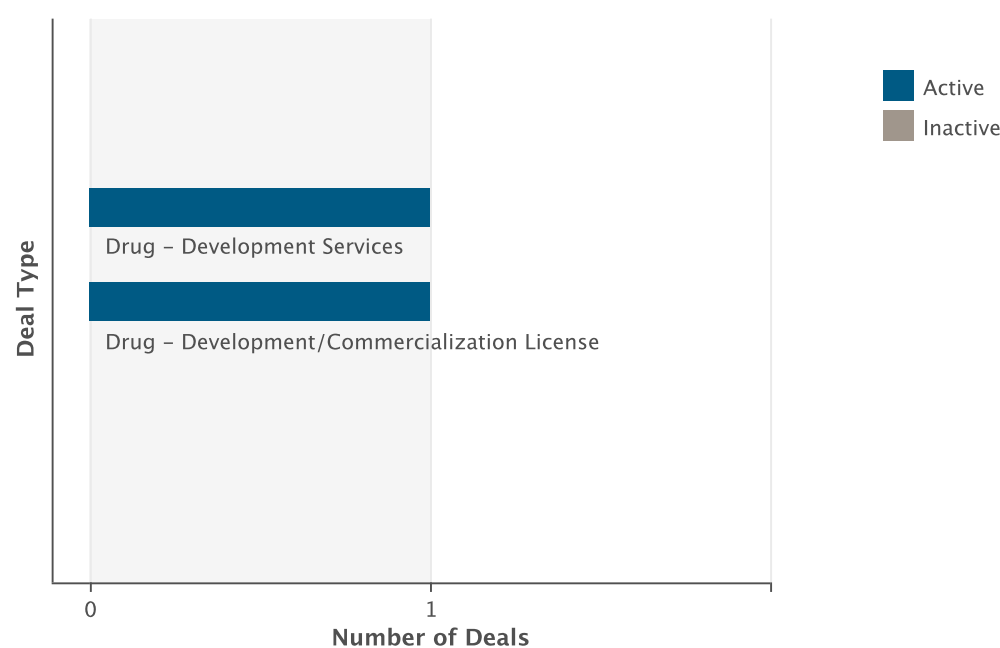 Active
Inactive
Drug – Development Services
Drug – Development/Commercialization License
Deal Type
0
1
Number of Deals